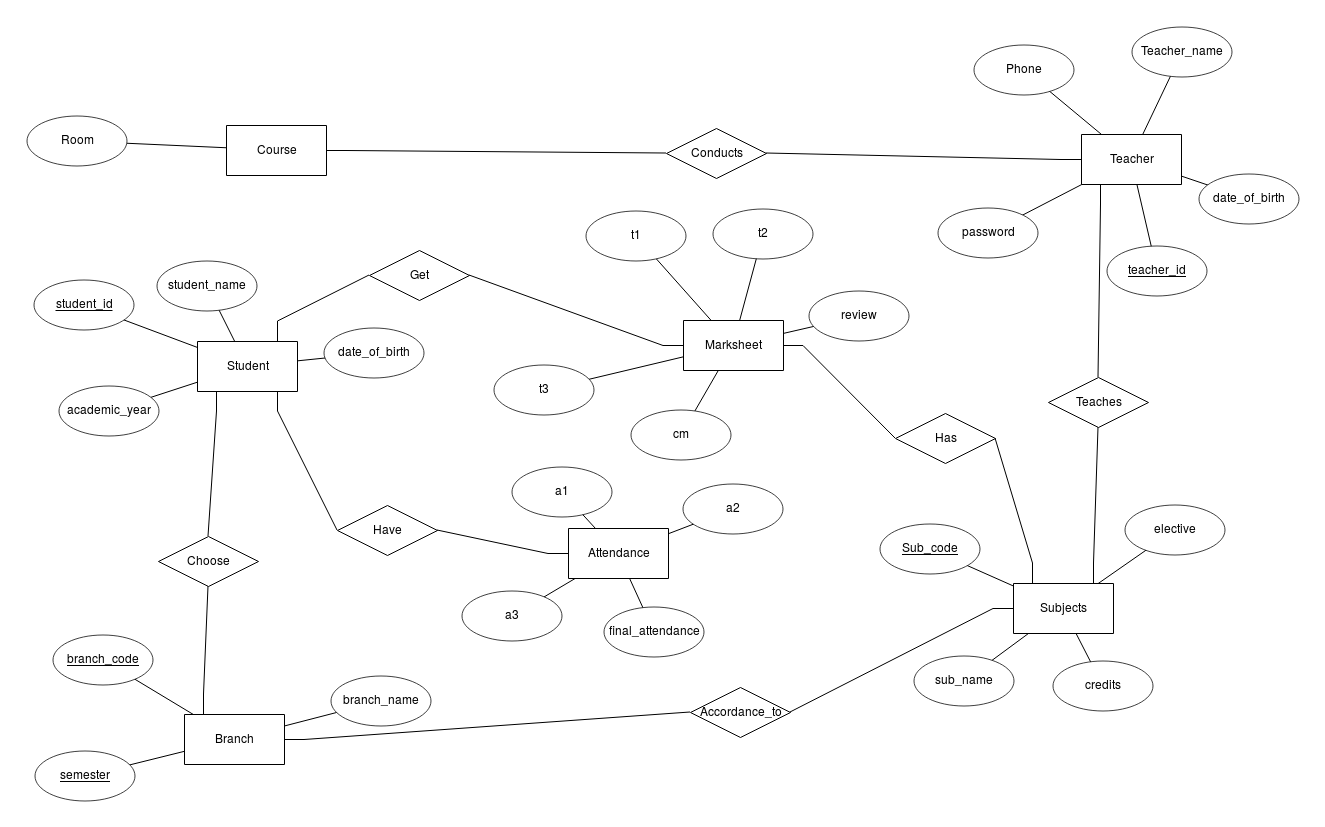 Teacher_name
Phone
Room
Course
Conducts
Teacher
date_of_birth
password
t1
t2
teacher_id
Get
student_id
student_name
review
Student
date_of_birth
Marksheet
t3
academic_year
Teaches
cm
Has
a1
a2
Have
elective
Sub_code
Attendance
Choose
Subjects
a3
final_attendance
branch_code
sub_name
credits
branch_name
Accordance_to
Branch
semester